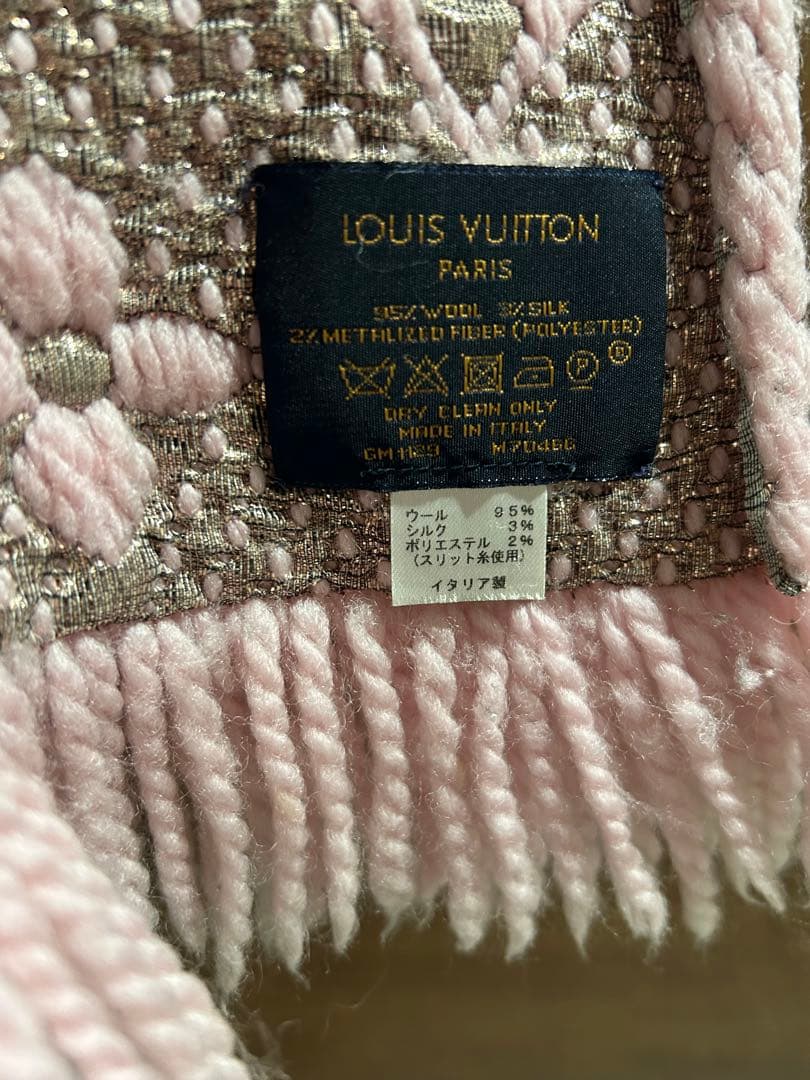 LOUIS VUITTON
PARIS
95% WOOL 3% SILK
2% METALIZED FIBER (POLYESTER)
P
DRY CLEAN ONLY
MADE IN ITALY
GM1129 M70466
ウール 95%
シルク 3%
ポリエステル 2%
(スリット糸使用)
イタリア製